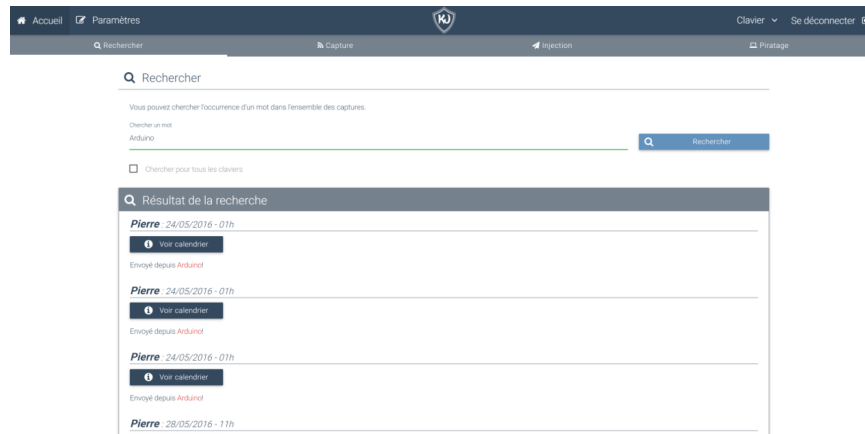 Accueil Paramètres KJ Clavier Se déconnecter
Rechercher Capture Injection Piratage
Rechercher
Vous pouvez chercher l'occurrence d'un mot dans l'ensemble des captures.
Chercher un mot
Arduino
Rechercher
Chercher pour tous les claviers
Résultat de la recherche
Pierre : 24/05/2016 - 01h
Voir calendrier
Envoyé depuis Arduino!
Pierre : 24/05/2016 - 01h
Voir calendrier
Envoyé depuis Arduino!
Pierre : 24/05/2016 - 01h
Voir calendrier
Envoyé depuis Arduino!
Pierre : 28/05/2016 - 11h